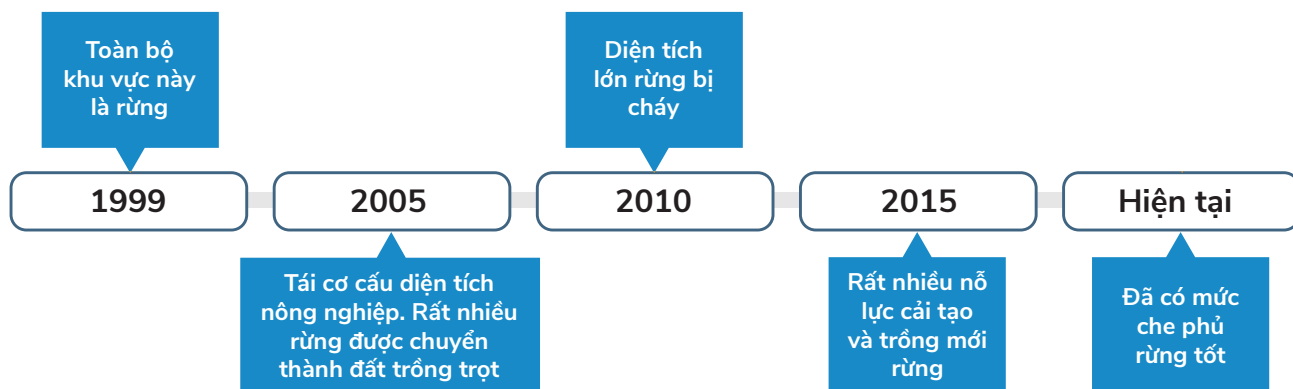 Toàn bộ
khu vực này
là rừng
Diện tích
lớn rừng bị
cháy
1999
2005
2010
2015
Hiện tại
Tái cơ cấu diện tích
nông nghiệp. Rất nhiều
rừng được chuyển
thành đất trồng trọt
Rất nhiều nỗ
lực cải tạo
và trồng mới
rừng
Đã có mức
che phủ
rừng tốt